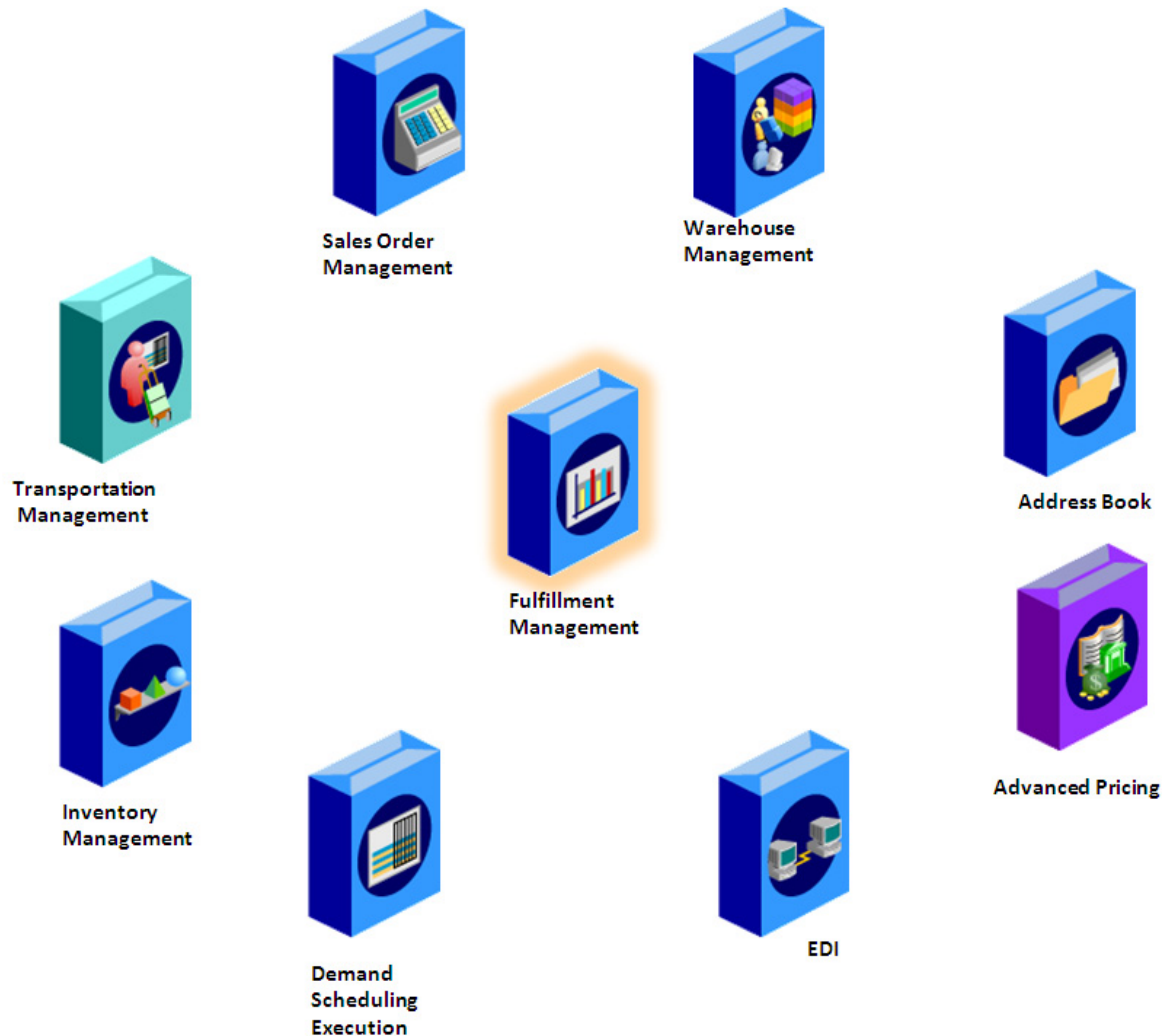 Sales Order
Management
Warehouse
Management
Transportation
Management
Address Book
Fulfillment
Management
Advanced Pricing
Inventory
Management
EDI
Demand
Scheduling
Execution